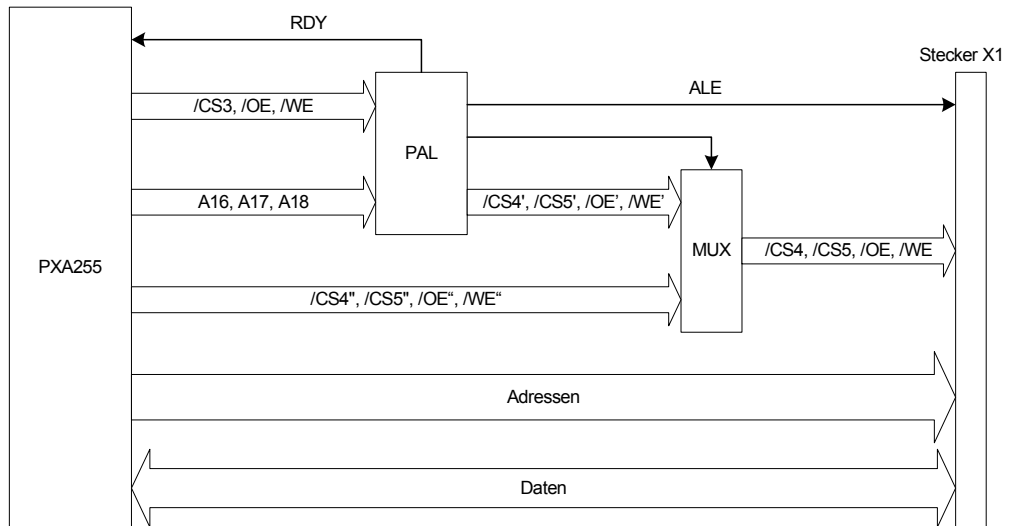 RDY
Stecker X1
/CS3, /OE, /WE
ALE
PAL
A16, A17, A18
/CS4', /CS5', /OE’, /WE’
MUX
/CS4, /CS5, /OE, /WE
PXA255
/CS4", /CS5", /OE“, /WE“
Adressen
Daten